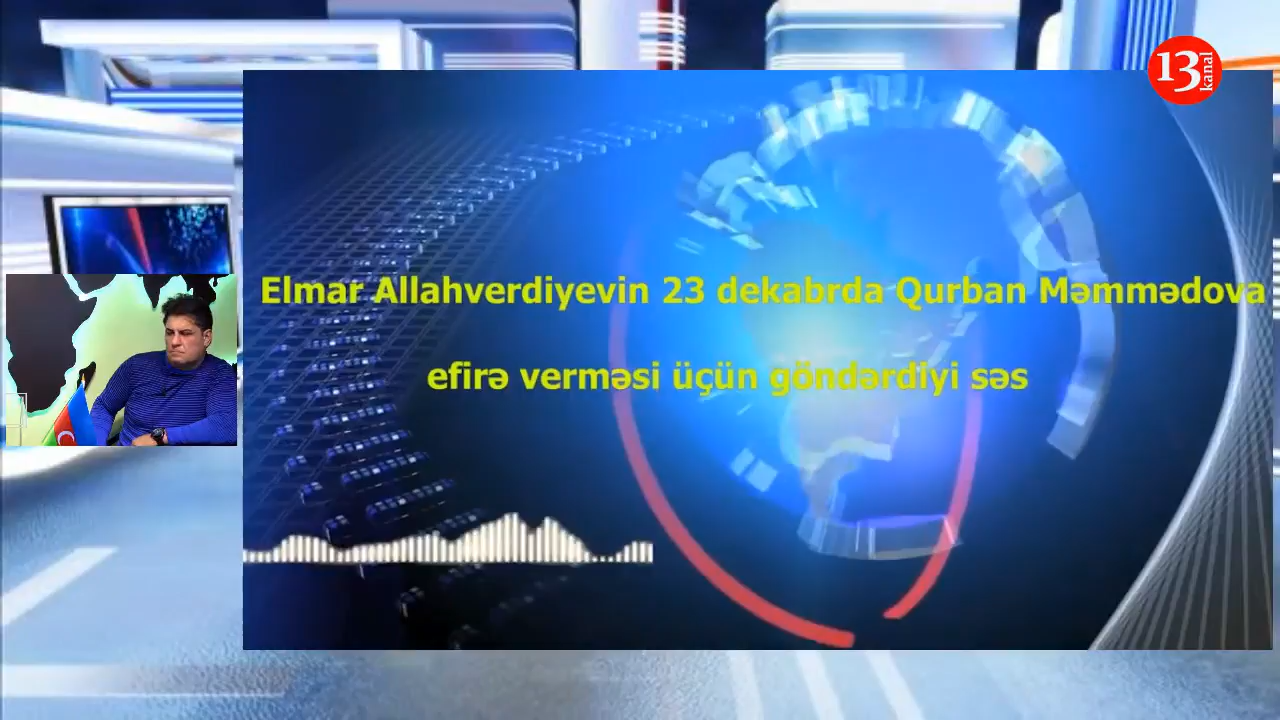 13 kanal
Elmar Allahverdiyevin 23 dekabrda Qurban Məmmədova
efirə verməsi üçün göndərdiyi səs